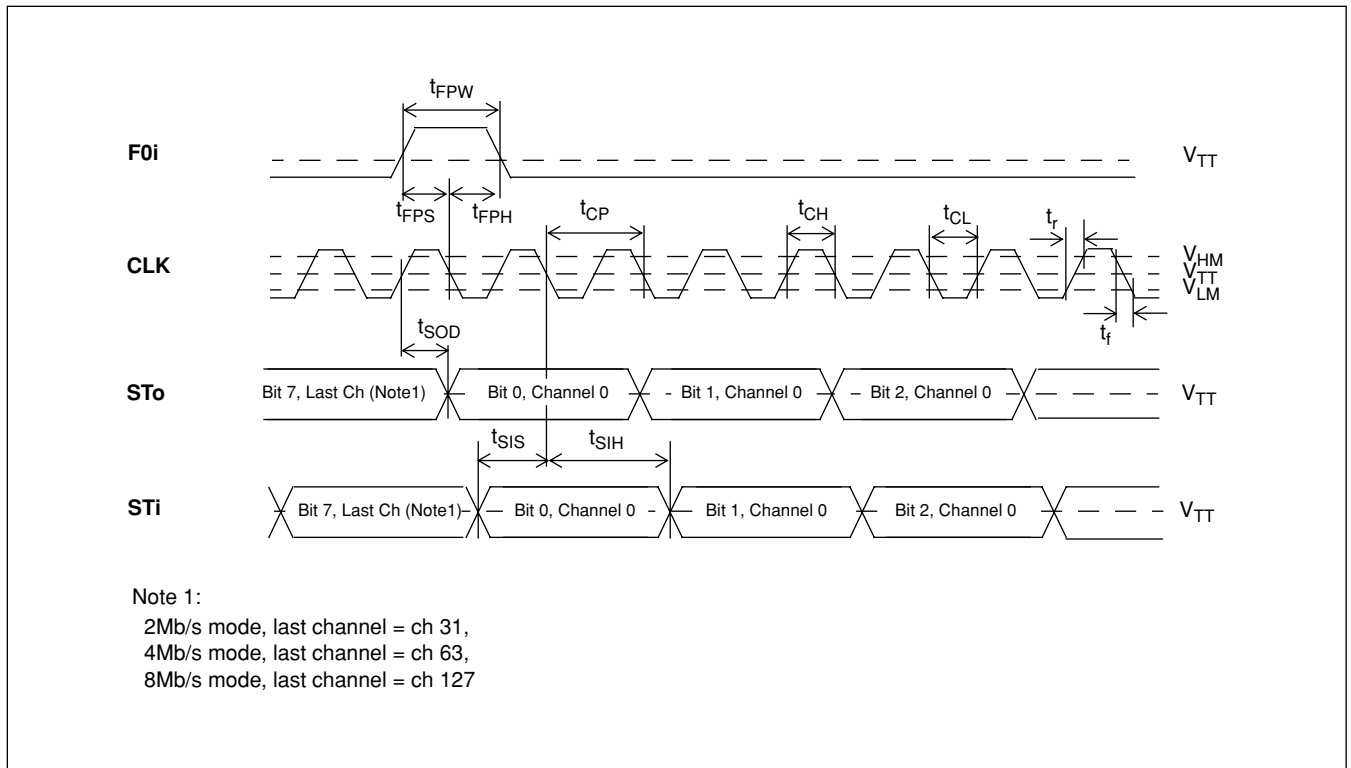 tFPW
F0i
VTT
tFPS
tFPH
tCP
tCH
tCL
tr
CLK
VHM
VTT
VLM
tSOD
tf
STo
Bit 7, Last Ch (Note1)
Bit 0, Channel 0
Bit 1, Channel 0
Bit 2, Channel 0
VTT
tSIS
tSIH
STi
Bit 7, Last Ch (Note1)
Bit 0, Channel 0
Bit 1, Channel 0
Bit 2, Channel 0
VTT
Note 1:
2Mb/s mode, last channel = ch 31,
4Mb/s mode, last channel = ch 63,
8Mb/s mode, last channel = ch 127